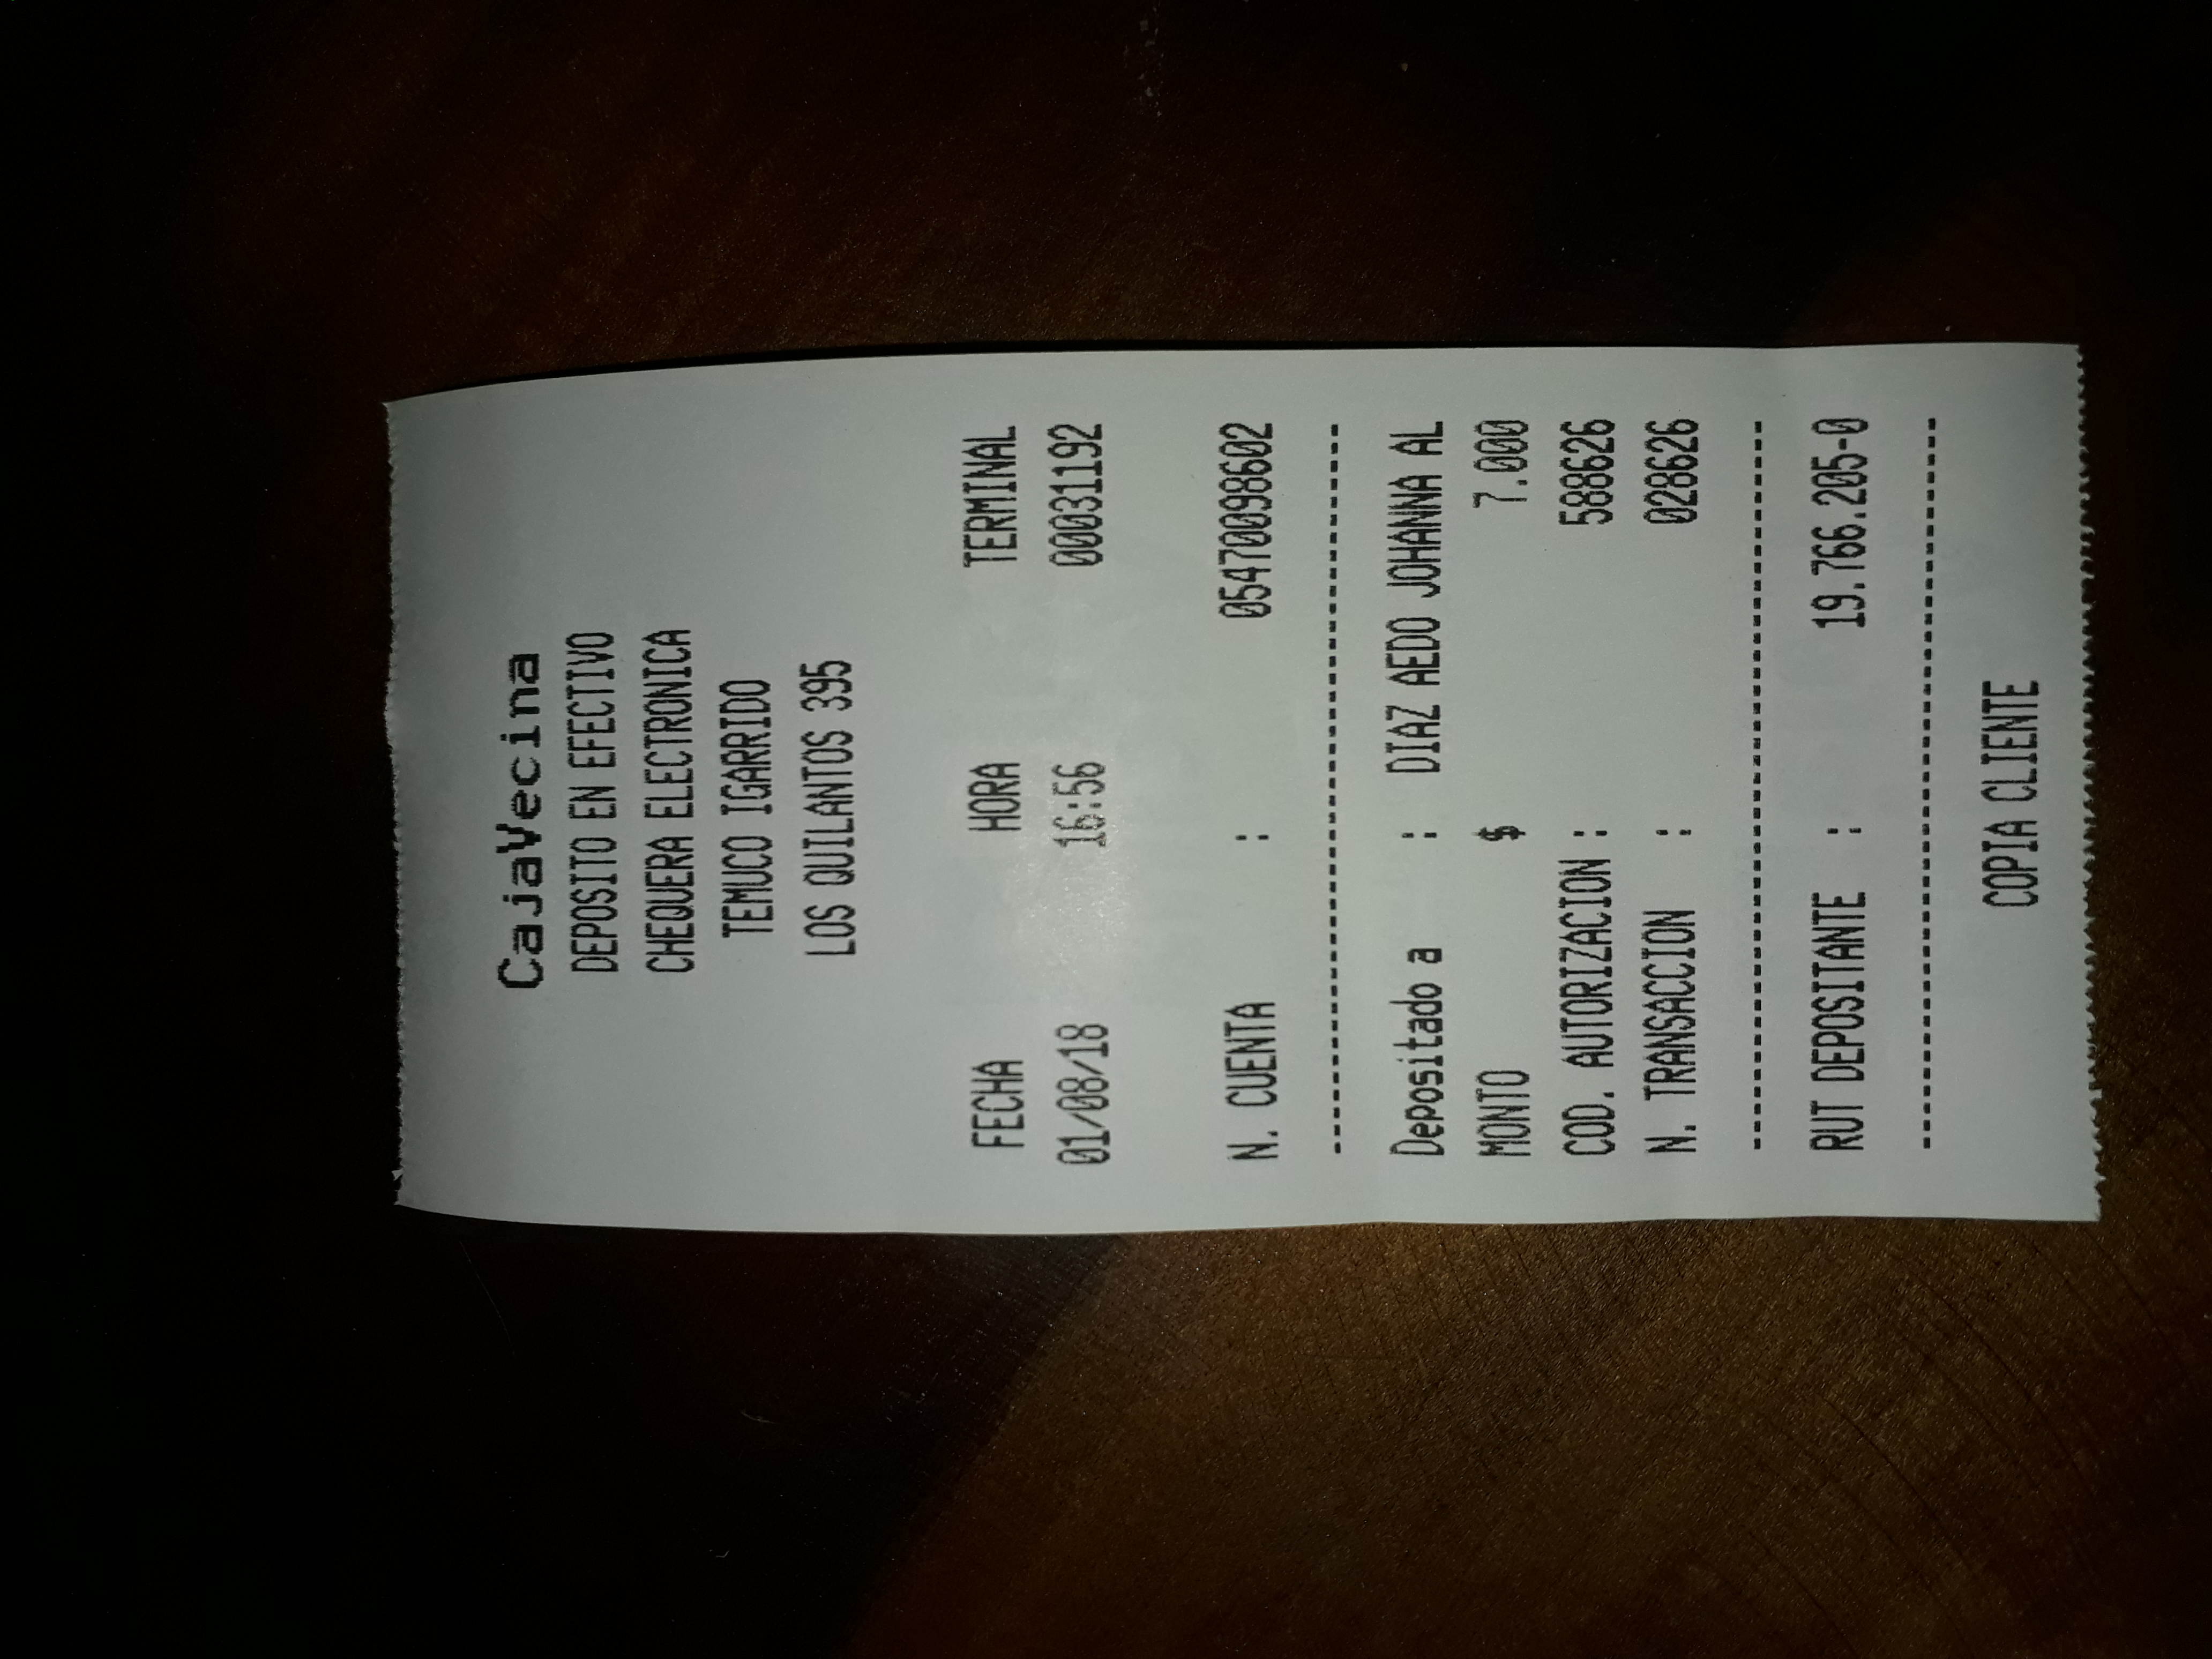 CajaVecina
DEPOSITO EN EFECTIVO
CHEQUERA ELECTRONICA
TEMUCO IGARRIDO
LOS QUILANTOS 395
FECHA HORA TERMINAL
01/08/18 16:56 00031192
N. CUENTA : 05470098602
------------------------------------------
Depositado a : DIAZ AEDO JOHANNA AL
MONTO $ 7.000
COD. AUTORIZACION : 588626
N. TRANSACCION : 028626
------------------------------------------
RUT DEPOSITANTE : 19.766.205-0
------------------------------------------
COPIA CLIENTE